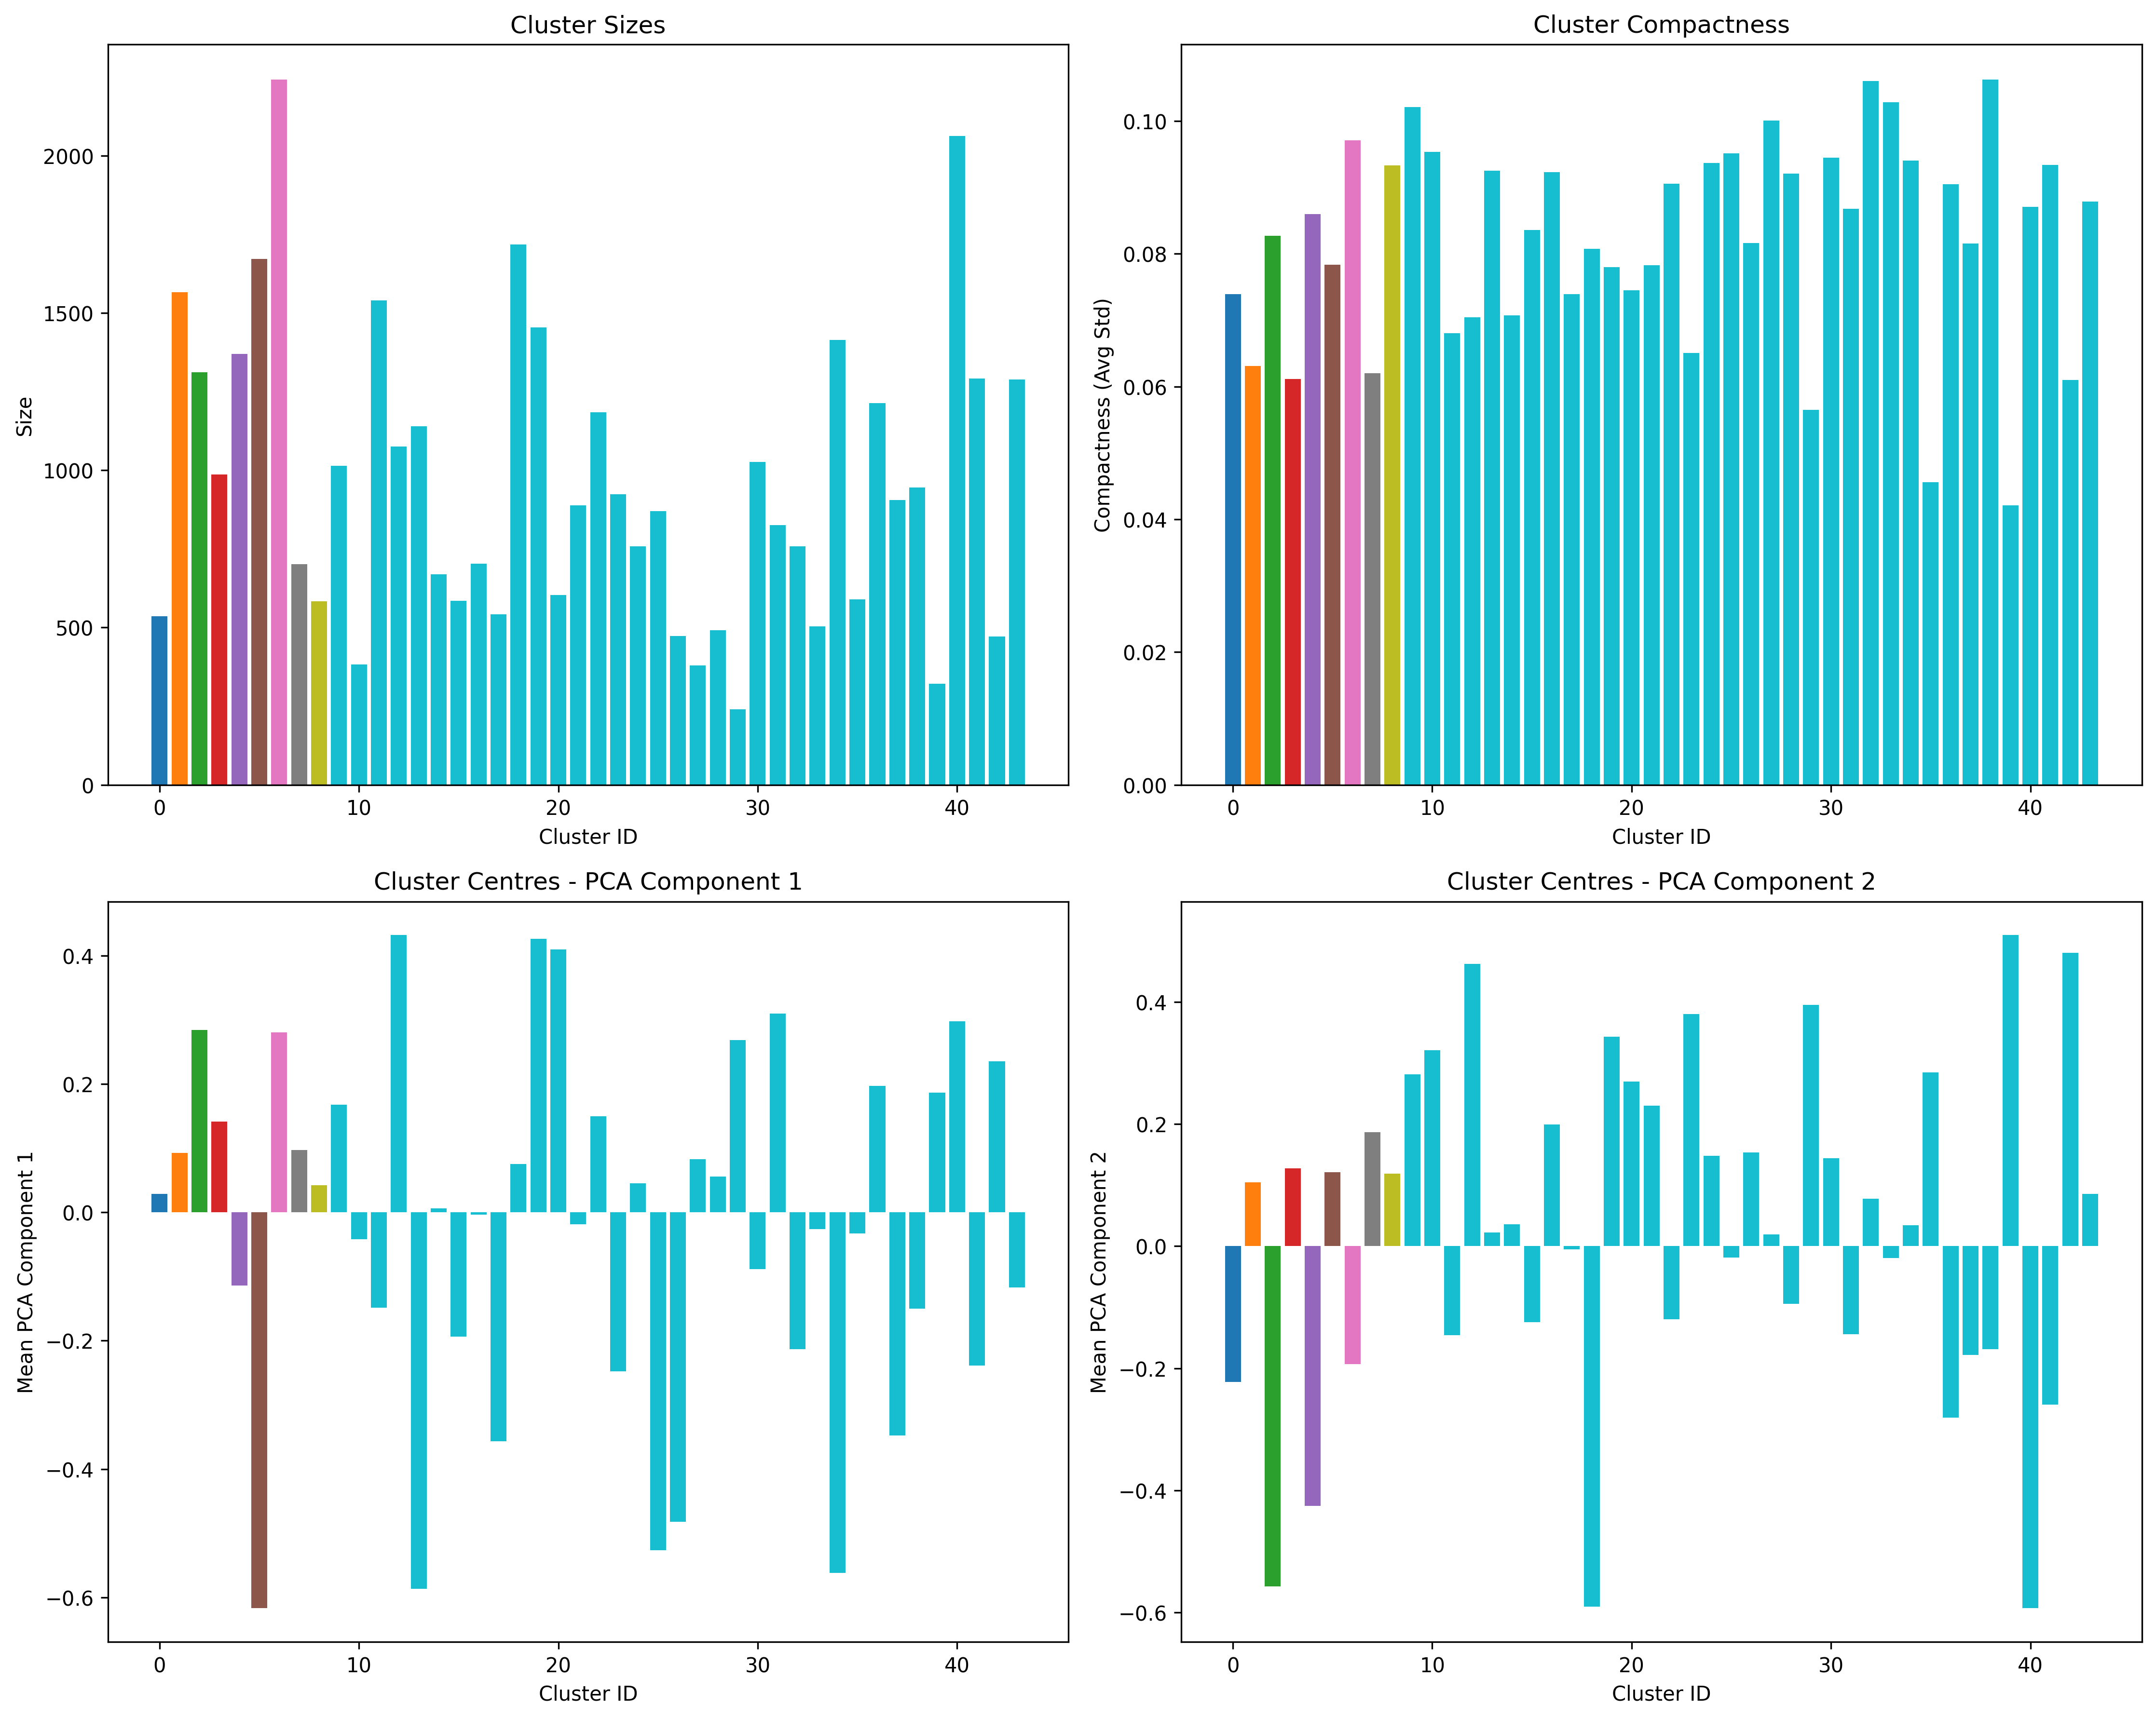 Cluster Sizes
Size
2000
1500
1000
500
0
0 10 20 30 40
Cluster ID
Cluster Compactness
Compactness (Avg Std)
0.10
0.08
0.06
0.04
0.02
0.00
0 10 20 30 40
Cluster ID
Cluster Centres - PCA Component 1
Mean PCA Component 1
0.4
0.2
0.0
−0.2
−0.4
−0.6
0 10 20 30 40
Cluster ID
Cluster Centres - PCA Component 2
Mean PCA Component 2
0.4
0.2
0.0
−0.2
−0.4
−0.6
0 10 20 30 40
Cluster ID